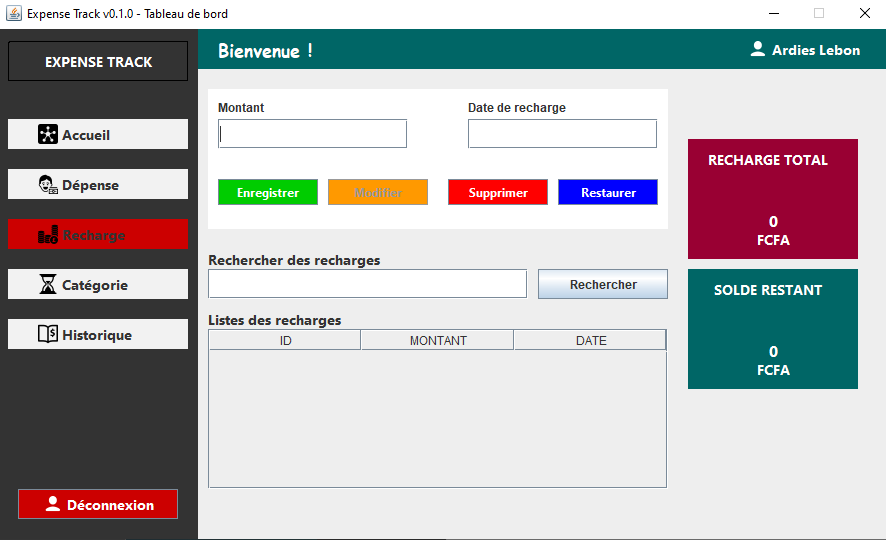 Expense Track v0.1.0 - Tableau de bord
EXPENSE TRACK
Bienvenue !
Ardies Lebon
Accueil
Dépense
Recharge
Catégorie
Historique
Déconnexion
Montant
Date de recharge
Enregistrer
Modifier
Supprimer
Restaurer
Rechercher des recharges
Rechercher
Listes des recharges
ID
MONTANT
DATE
RECHARGE TOTAL
0
FCFA
SOLDE RESTANT
0
FCFA